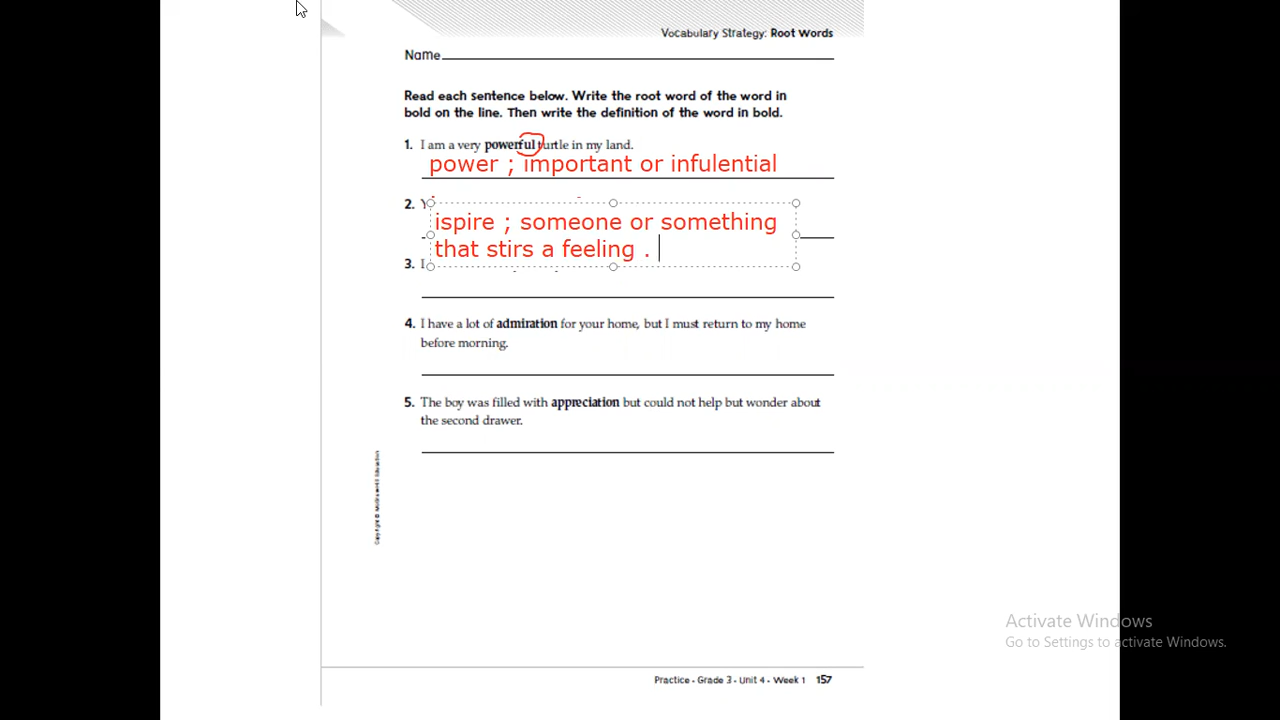 Vocabulary Strategy: Root Words
Name
Read each sentence below. Write the root word of the word in
bold on the line. Then write the definition of the word in bold.
1. I am a very powerful turtle in my land.
power ; important or infulential
2.
ispire ; someone or something
that stirs a feeling .
3. I
4. I have a lot of admiration for your home, but I must return to my home
before morning.
5. The boy was filled with appreciation but could not help but wonder about
the second drawer.
Copyright © McGraw-Hill Education
Activate Windows
Go to Settings to activate Windows.
Practice • Grade 3 • Unit 4 • Week 1 157